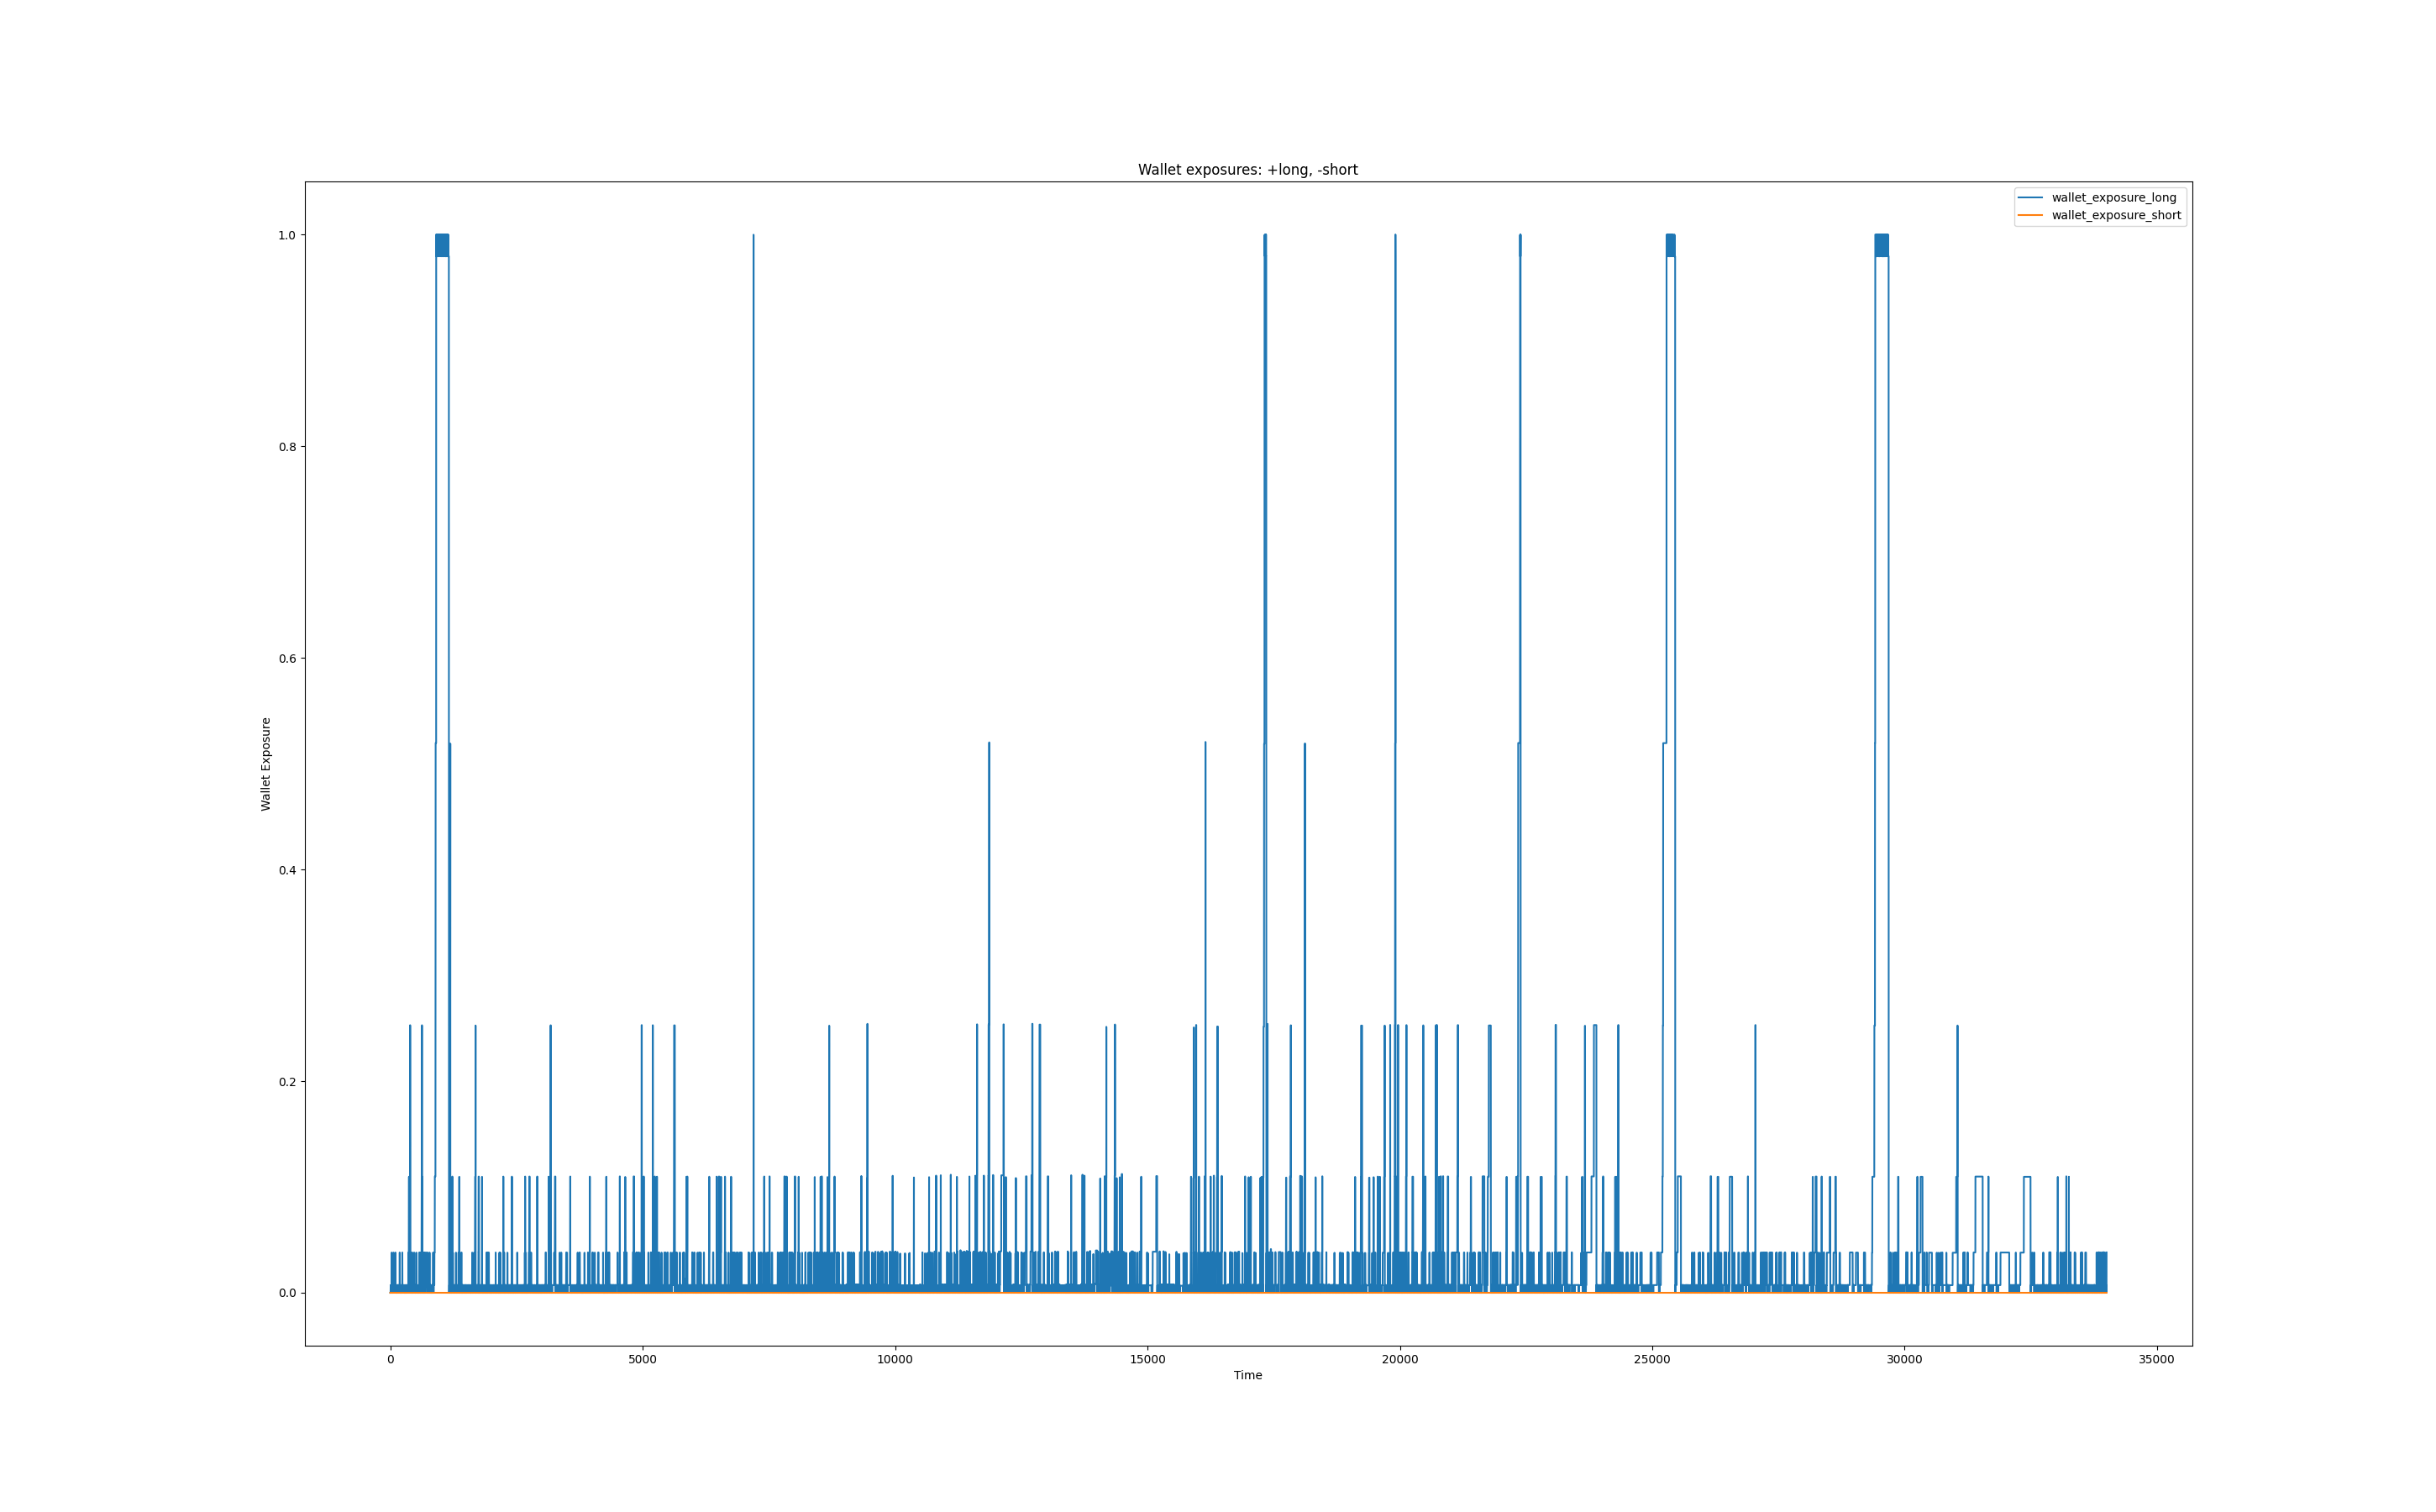 Wallet exposures: +long, -short
wallet_exposure_long
wallet_exposure_short
1.0
0.8
0.6
0.4
0.2
0.0
Wallet Exposure
0 5000 10000 15000 20000 25000 30000 35000
Time